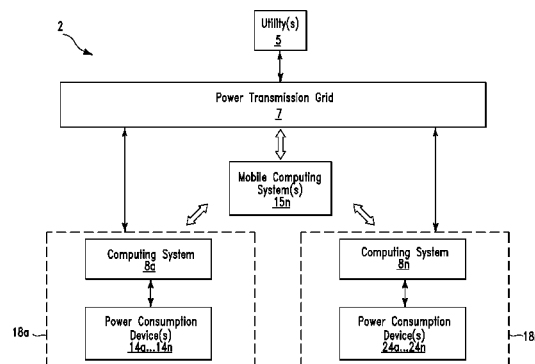 2
Utility(s)
5
Power Transmission Grid
7
Mobile Computing
System(s)
15n
Computing System
8a
Computing System
8n
Power Consumption
Device(s)
14a...14n
Power Consumption
Device(s)
24a...24n
18a
18